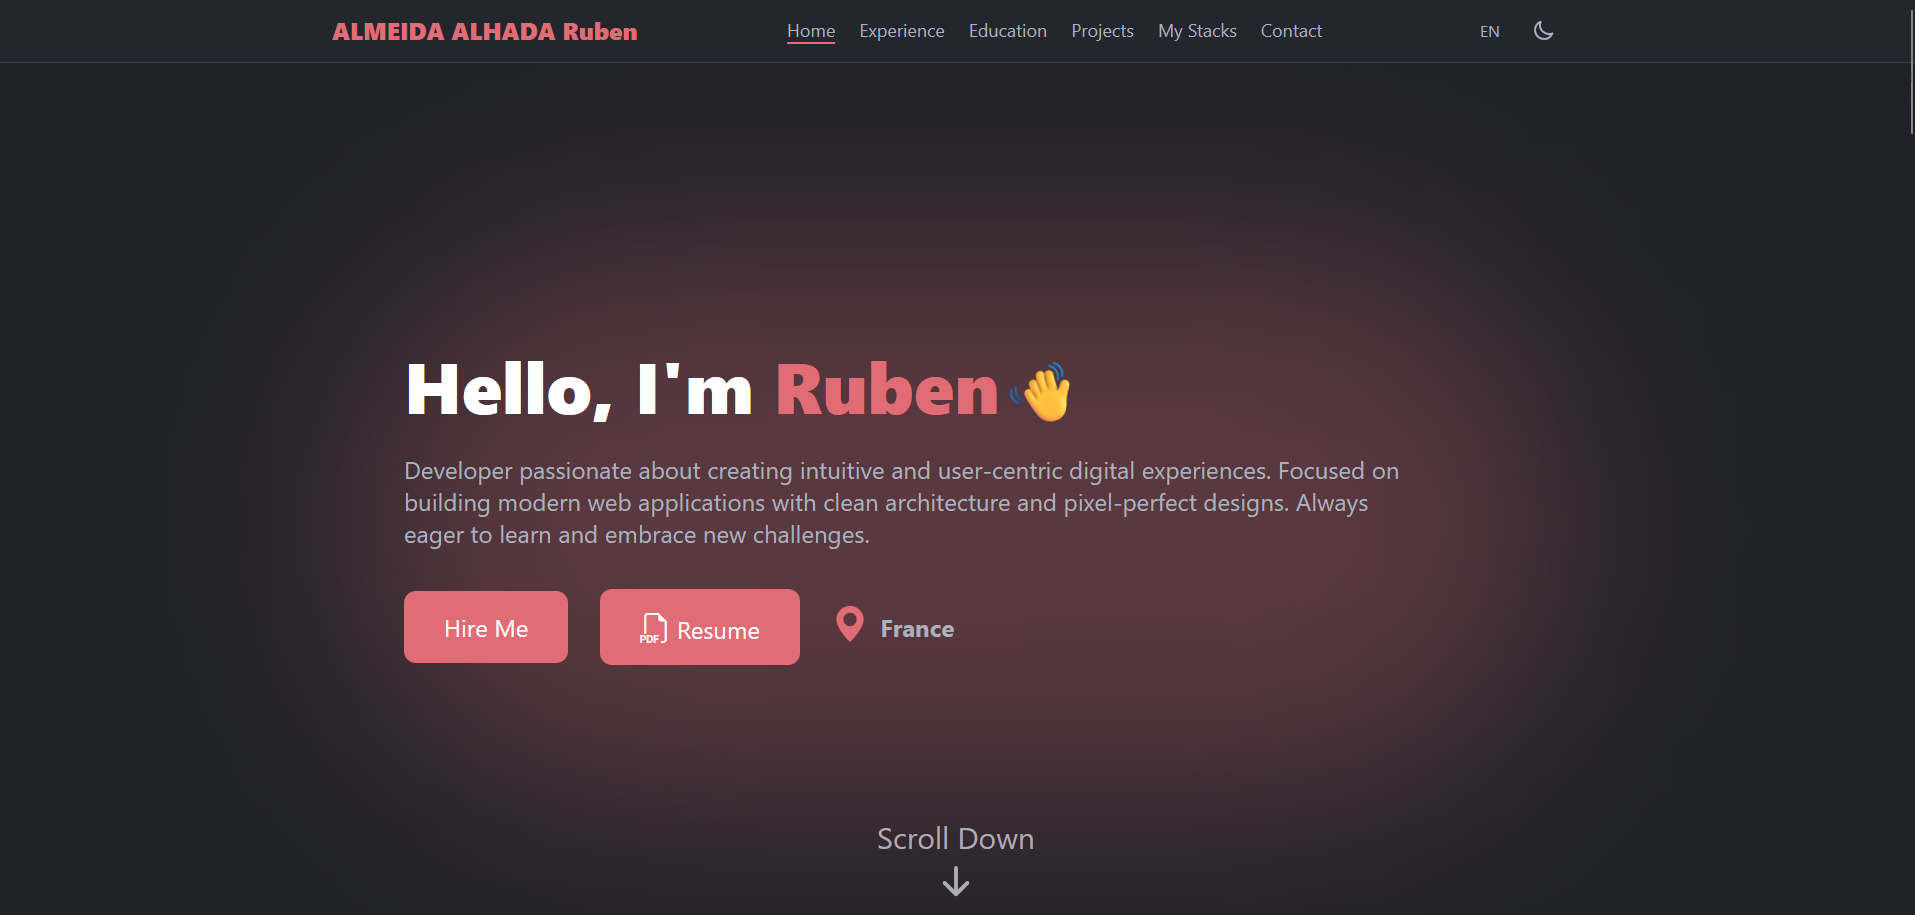 ALMEIDA ALHADA Ruben
Home Experience Education Projects My Stacks Contact
EN
Hello, I'm Ruben 👋
Developer passionate about creating intuitive and user-centric digital experiences. Focused on
building modern web applications with clean architecture and pixel-perfect designs. Always
eager to learn and embrace new challenges.
Hire Me
PDF Resume
France
Scroll Down